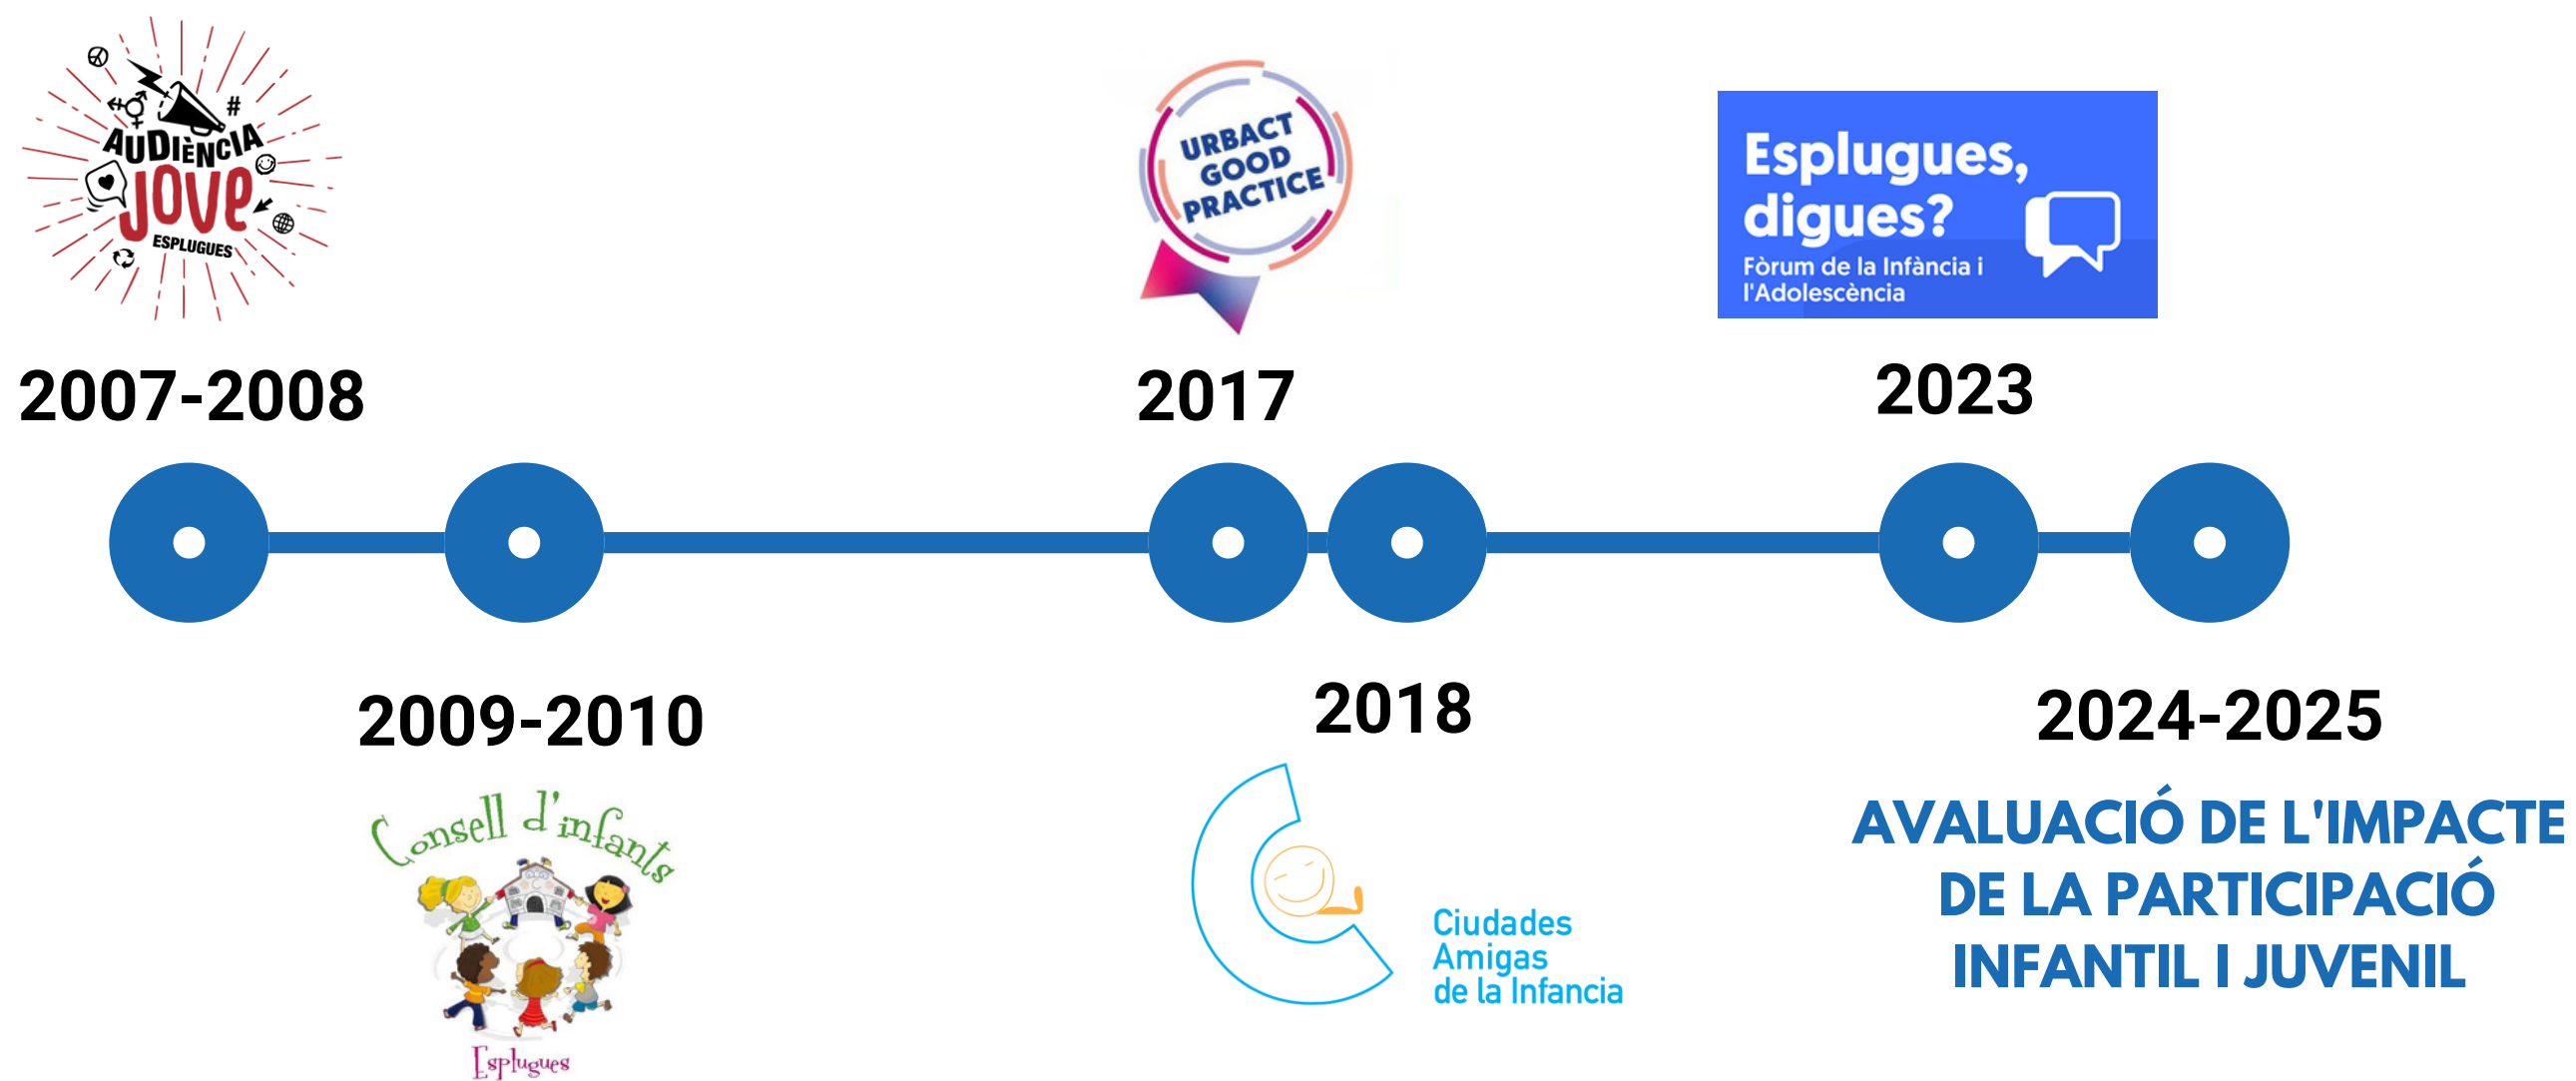 AUDIÈNCIA
JOVE
ESPLUGUES
#
2007-2008
2009-2010
Consell d'infants
Esplugues
URBACT
GOOD
PRACTICE
2017
2018
Ciudades
Amigas
de la Infancia
Esplugues,
digues?
Fòrum de la Infància i
l'Adolescència
2023
2024-2025
AVALUACIÓ DE L'IMPACTE
DE LA PARTICIPACIÓ
INFANTIL I JUVENIL